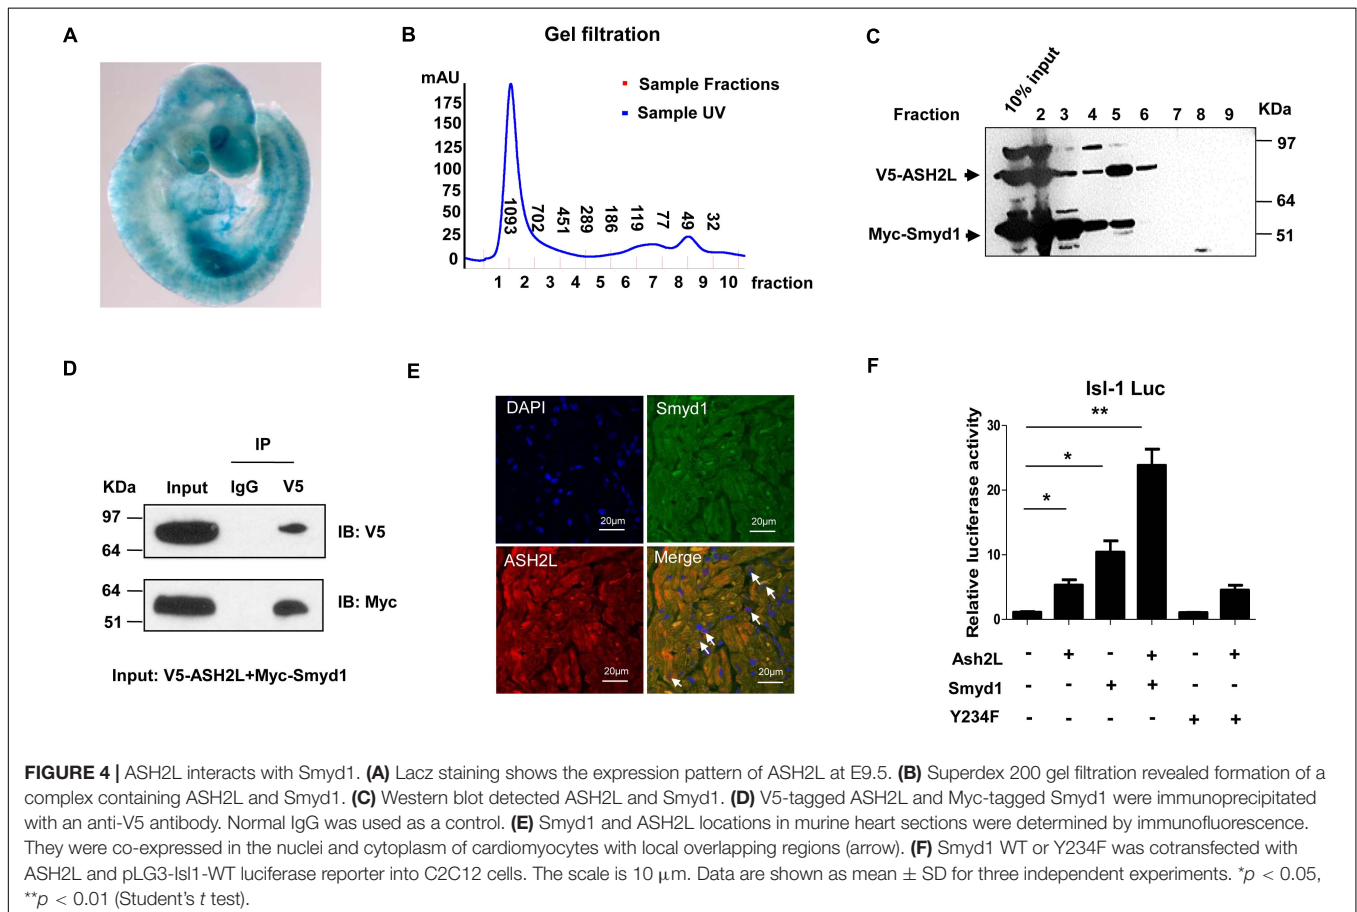 A
B
Gel filtration
mAU
175
150
125
100
75
50
25
0
Sample Fractions
Sample UV
1093 702 451 289 186 119 77 49 32
1 2 3 4 5 6 7 8 9 10 fraction
C
10% input
Fraction 2 3 4 5 6 7 8 9 KDa
97
V5-ASH2L
64
Myc-Smyd1
51
D
IP
KDa Input IgG V5
97
IB: V5
64
64
IB: Myc
51
Input: V5-ASH2L+Myc-Smyd1
E
DAPI
20μm
Smyd1
20μm
ASH2L
20μm
Merge
20μm
F
Isl-1 Luc
Relative luciferase activity
30
20
10
0
**
*
*
Ash2L - + - + - +
Smyd1 - - + + - -
Y234F - - - - + +
FIGURE 4 | ASH2L interacts with Smyd1. (A) Lacz staining shows the expression pattern of ASH2L at E9.5. (B) Superdex 200 gel filtration revealed formation of a
complex containing ASH2L and Smyd1. (C) Western blot detected ASH2L and Smyd1. (D) V5-tagged ASH2L and Myc-tagged Smyd1 were immunoprecipitated
with an anti-V5 antibody. Normal IgG was used as a control. (E) Smyd1 and ASH2L locations in murine heart sections were determined by immunofluorescence.
They were co-expressed in the nuclei and cytoplasm of cardiomyocytes with local overlapping regions (arrow). (F) Smyd1 WT or Y234F was cotransfected with
ASH2L and pLG3-Isl1-WT luciferase reporter into C2C12 cells. The scale is 10 μm. Data are shown as mean ± SD for three independent experiments. *p < 0.05,
**p < 0.01 (Student's t test).